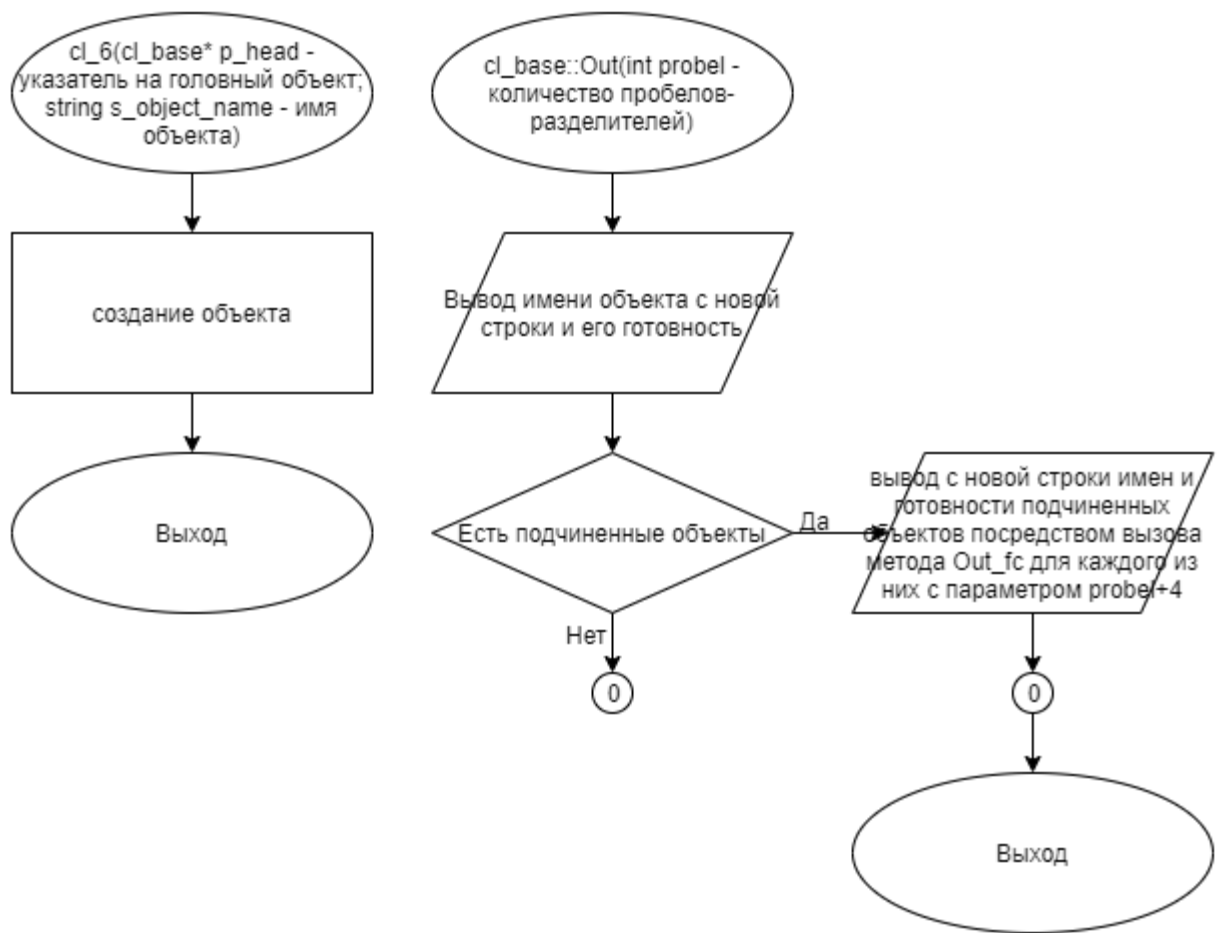 cl_6(cl_base* p_head -
указатель на головный объект;
string s_object_name - имя
объекта)
создание объекта
Выход
cl_base::Out(int probel -
количество пробелов-
разделителей)
Вывод имени объекта с новой
строки и его готовность
Есть подчиненные объекты
Да
Нет
0
вывод с новой строки имен и
готовности подчиненных
объектов посредством вызова
метода Out_fc для каждого из
них с параметром probel+4
0
Выход